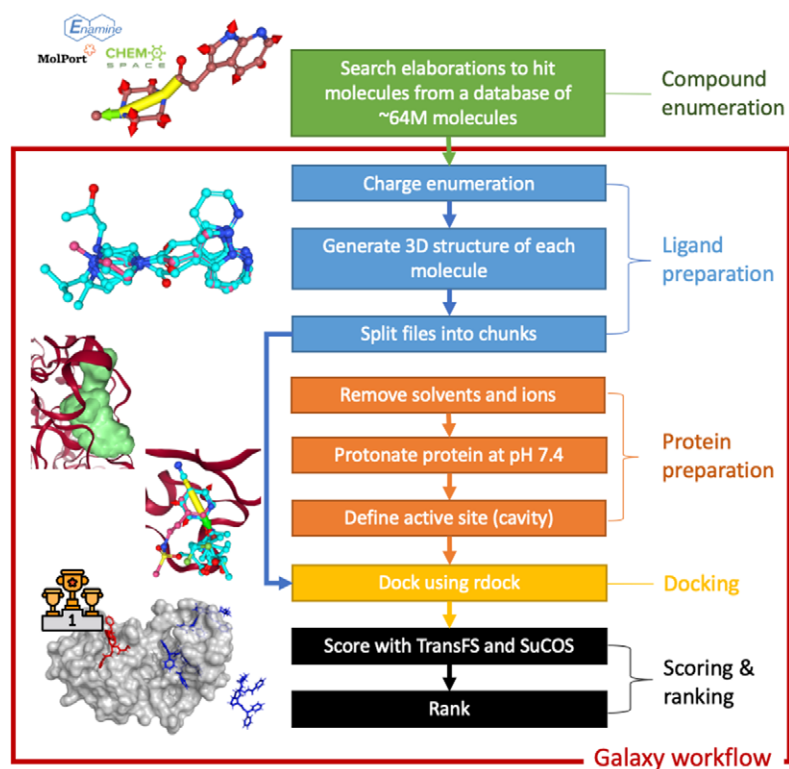 Enamine
MolPort
CHEM
SPACE
Search elaborations to hit
molecules from a database of
~64M molecules
Compound
enumeration
Charge enumeration
Generate 3D structure of each
molecule
Split files into chunks
Ligand
preparation
Remove solvents and ions
Protonate protein at pH 7.4
Define active site (cavity)
Protein
preparation
Dock using rdock
Docking
1
Score with TransFS and SuCOS
Rank
Scoring &
ranking
Galaxy workflow